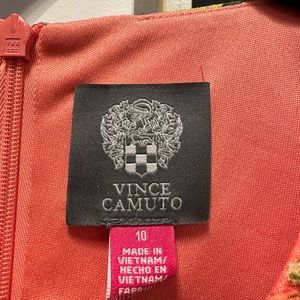 VINCE
CAMUTO
10
MADE IN
VIETNAM/
HECHO EN
VIETNAM/